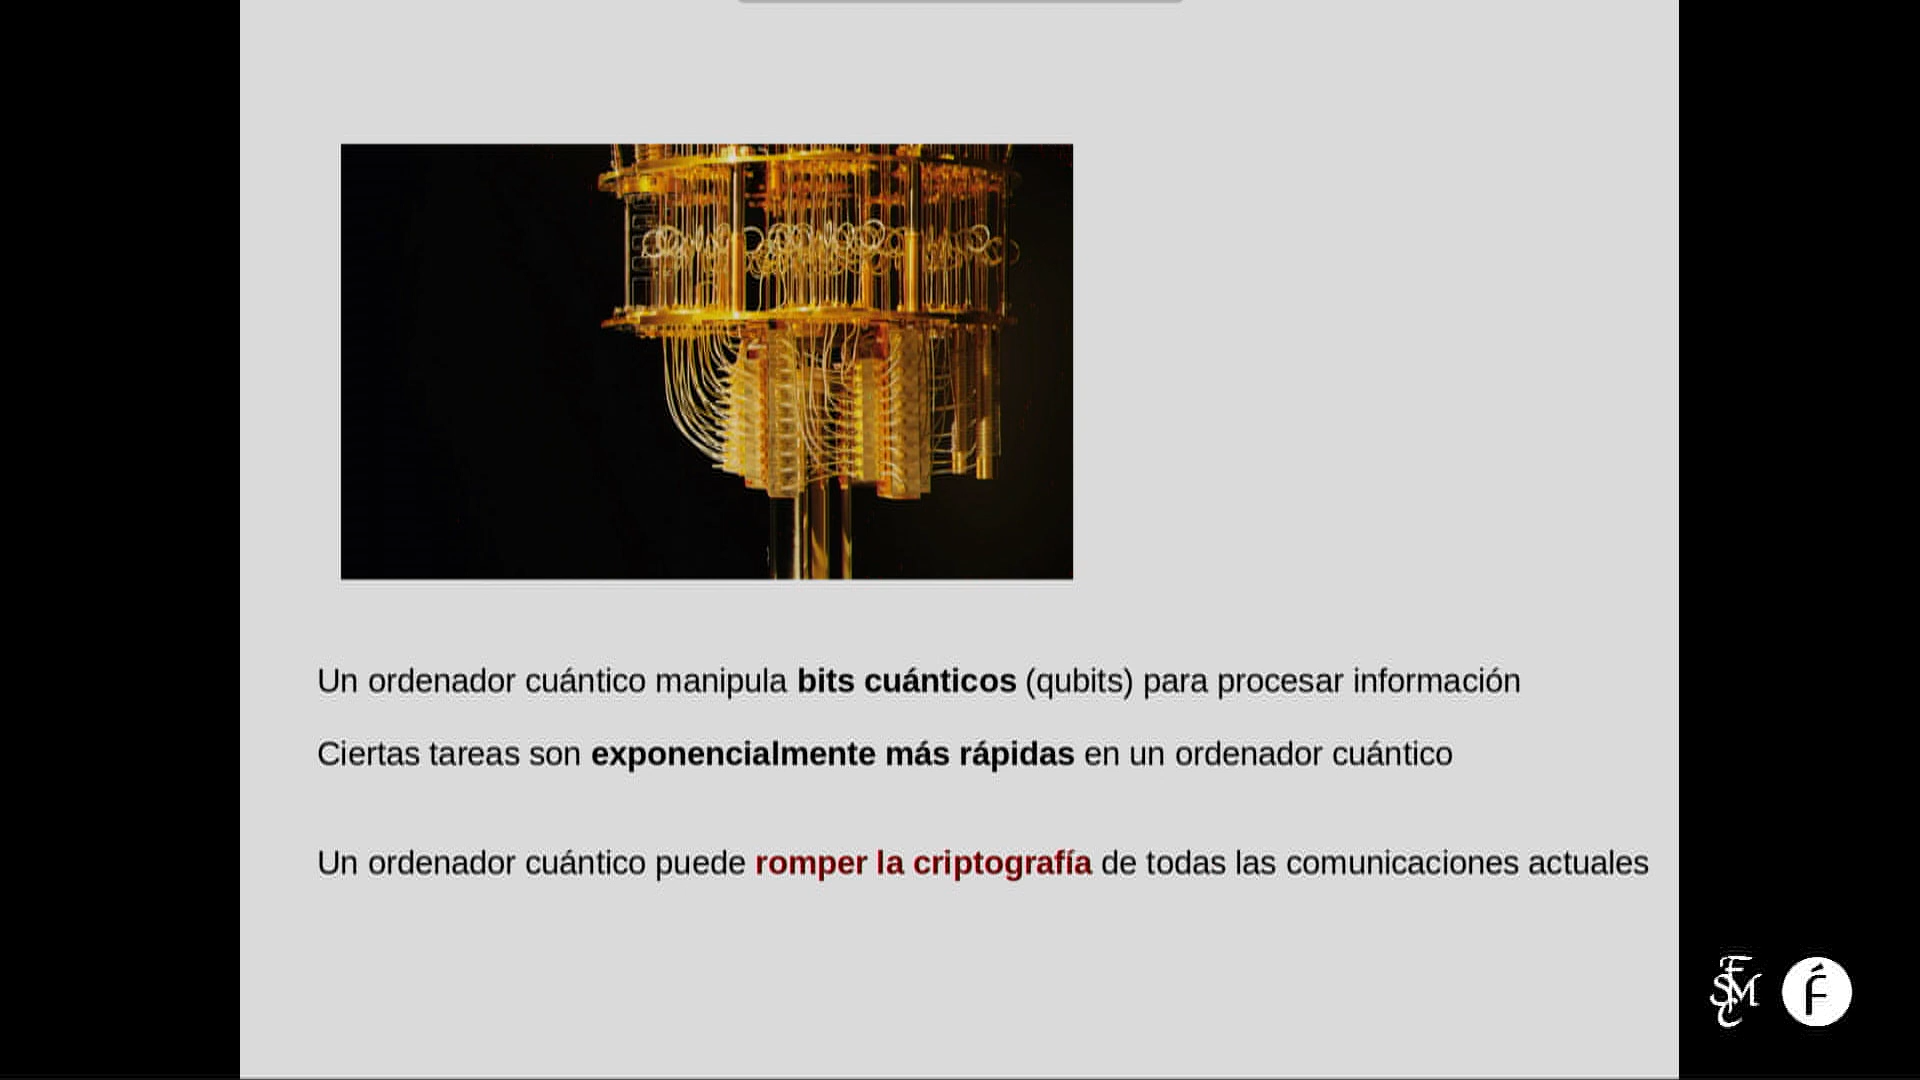 Un ordenador cuántico manipula bits cuánticos (qubits) para procesar información
Ciertas tareas son exponencialmente más rápidas en un ordenador cuántico
Un ordenador cuántico puede romper la criptografía de todas las comunicaciones actuales
É